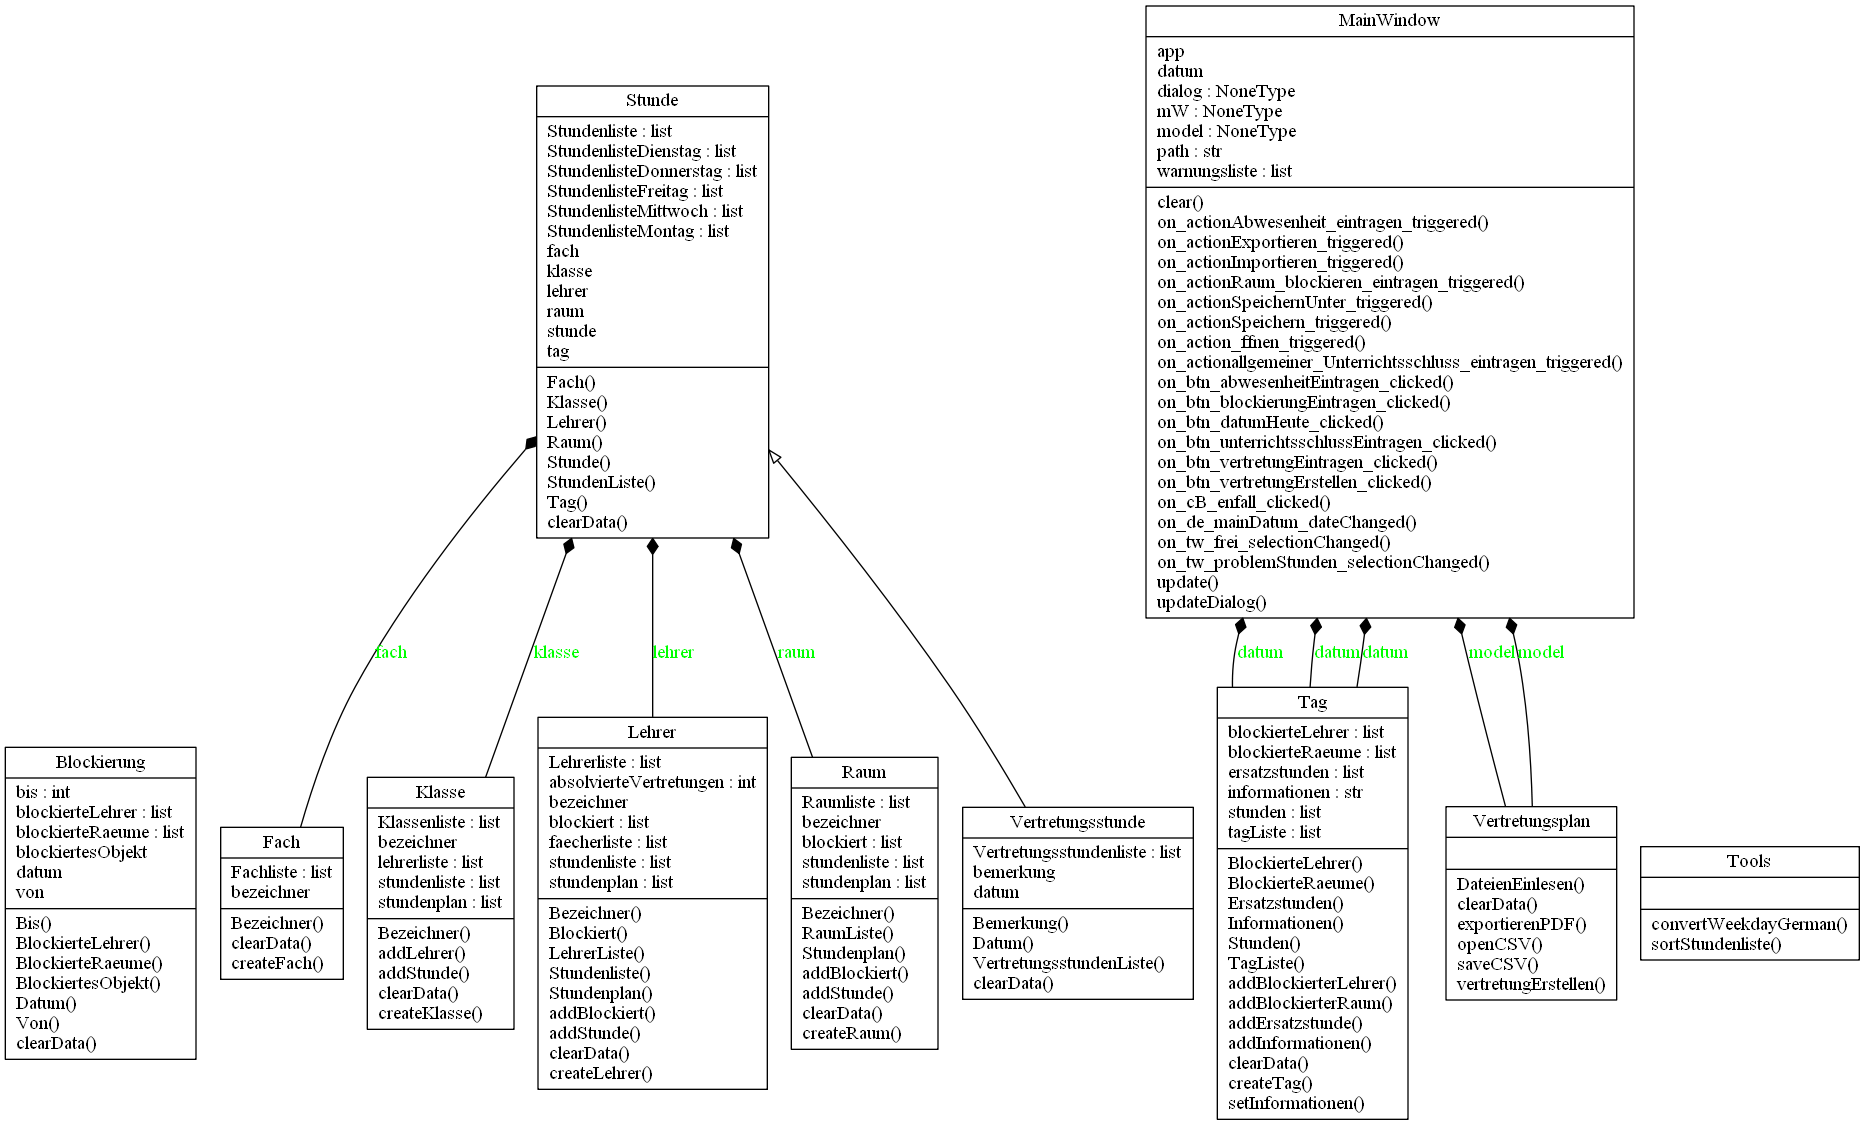 MainWindow
app
datum
dialog : NoneType
mW : NoneType
model : NoneType
path : str
warnungsliste : list
clear()
on_actionAbwesenheit_eintragen_triggered()
on_actionExportieren_triggered()
on_actionImportieren_triggered()
on_actionRaum_blockieren_eintragen_triggered()
on_actionSpeichernUnter_triggered()
on_actionSpeichern_triggered()
on_action_ffnen_triggered()
on_actionallgemeiner_Unterrichtsschluss_eintragen_triggered()
on_btn_abwesenheitEintragen_clicked()
on_btn_blockierungEintragen_clicked()
on_btn_datumHeute_clicked()
on_btn_unterrichtsschlussEintragen_clicked()
on_btn_vertretungEintragen_clicked()
on_btn_vertretungErstellen_clicked()
on_cB_enfall_clicked()
on_de_mainDatum_dateChanged()
on_tw_frei_selectionChanged()
on_tw_problemStunden_selectionChanged()
update()
updateDialog()
Stunde
Stundenliste : list
StundenlisteDienstag : list
StundenlisteDonnerstag : list
StundenlisteFreitag : list
StundenlisteMittwoch : list
StundenlisteMontag : list
fach
klasse
lehrer
raum
stunde
tag
Fach()
Klasse()
Lehrer()
Raum()
Stunde()
StundenListe()
Tag()
clearData()
fach
klasse
lehrer
raum
datum
datum
datum
model
model
Blockierung
bis : int
blockierteLehrer : list
blockierteRaeume : list
blockiertesObjekt
datum
von
Bis()
BlockierteLehrer()
BlockierteRaeume()
BlockiertesObjekt()
Datum()
Von()
clearData()
Fach
Fachliste : list
bezeichner
Bezeichner()
clearData()
createFach()
Klasse
Klassenliste : list
bezeichner
lehrerliste : list
stundenliste : list
stundenplan : list
Bezeichner()
addLehrer()
addStunde()
clearData()
createKlasse()
Lehrer
Lehrerliste : list
absolvierteVertretungen : int
bezeichner
blockiert : list
faecherliste : list
stundenliste : list
stundenplan : list
Bezeichner()
Blockiert()
LehrerListe()
Stundenliste()
Stundenplan()
addBlockiert()
addStunde()
clearData()
createLehrer()
Raum
Raumliste : list
bezeichner
blockiert : list
stundenliste : list
stundenplan : list
Bezeichner()
RaumListe()
Stundenplan()
addBlockiert()
addStunde()
clearData()
createRaum()
Vertretungsstunde
Vertretungsstundenliste : list
bemerkung
datum
Bemerkung()
Datum()
VertretungsstundenListe()
clearData()
Tag
blockierteLehrer : list
blockierteRaeume : list
ersatzstunden : list
informationen : str
stunden : list
tagListe : list
BlockierteLehrer()
BlockierteRaeume()
Ersatzstunden()
Informationen()
Stunden()
TagListe()
addBlockierterLehrer()
addBlockierterRaum()
addErsatzstunde()
addInformationen()
clearData()
createTag()
setInformationen()
Vertretungsplan
DateienEinlesen()
clearData()
exportierenPDF()
openCSV()
saveCSV()
vertretungErstellen()
Tools
convertWeekdayGerman()
sortStundenliste()